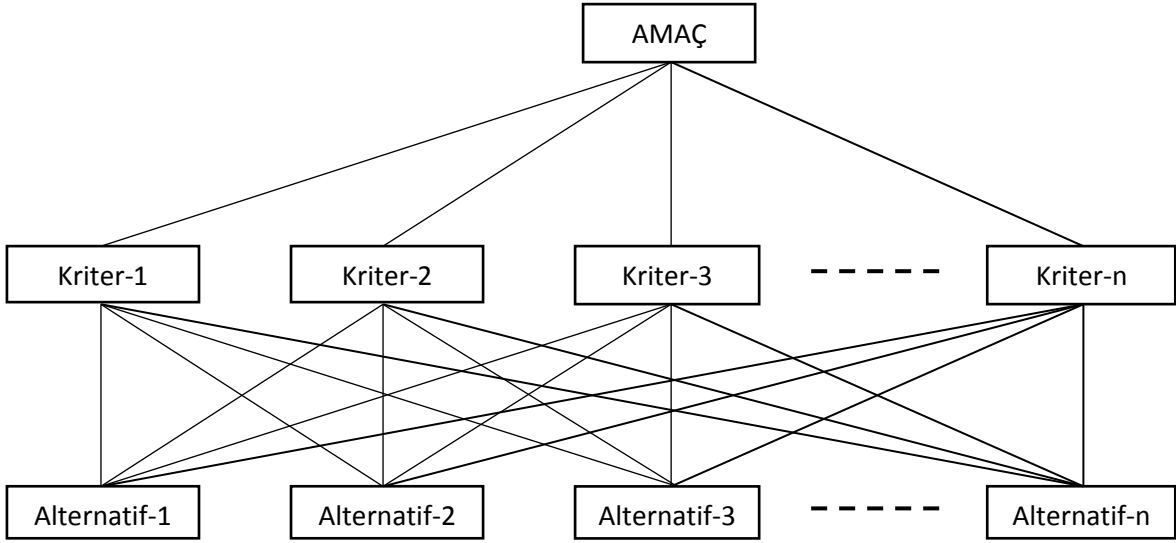 AMAÇ
Kriter-1 Kriter-2 Kriter-3 Kriter-n
Alternatif-1 Alternatif-2 Alternatif-3 Alternatif-n